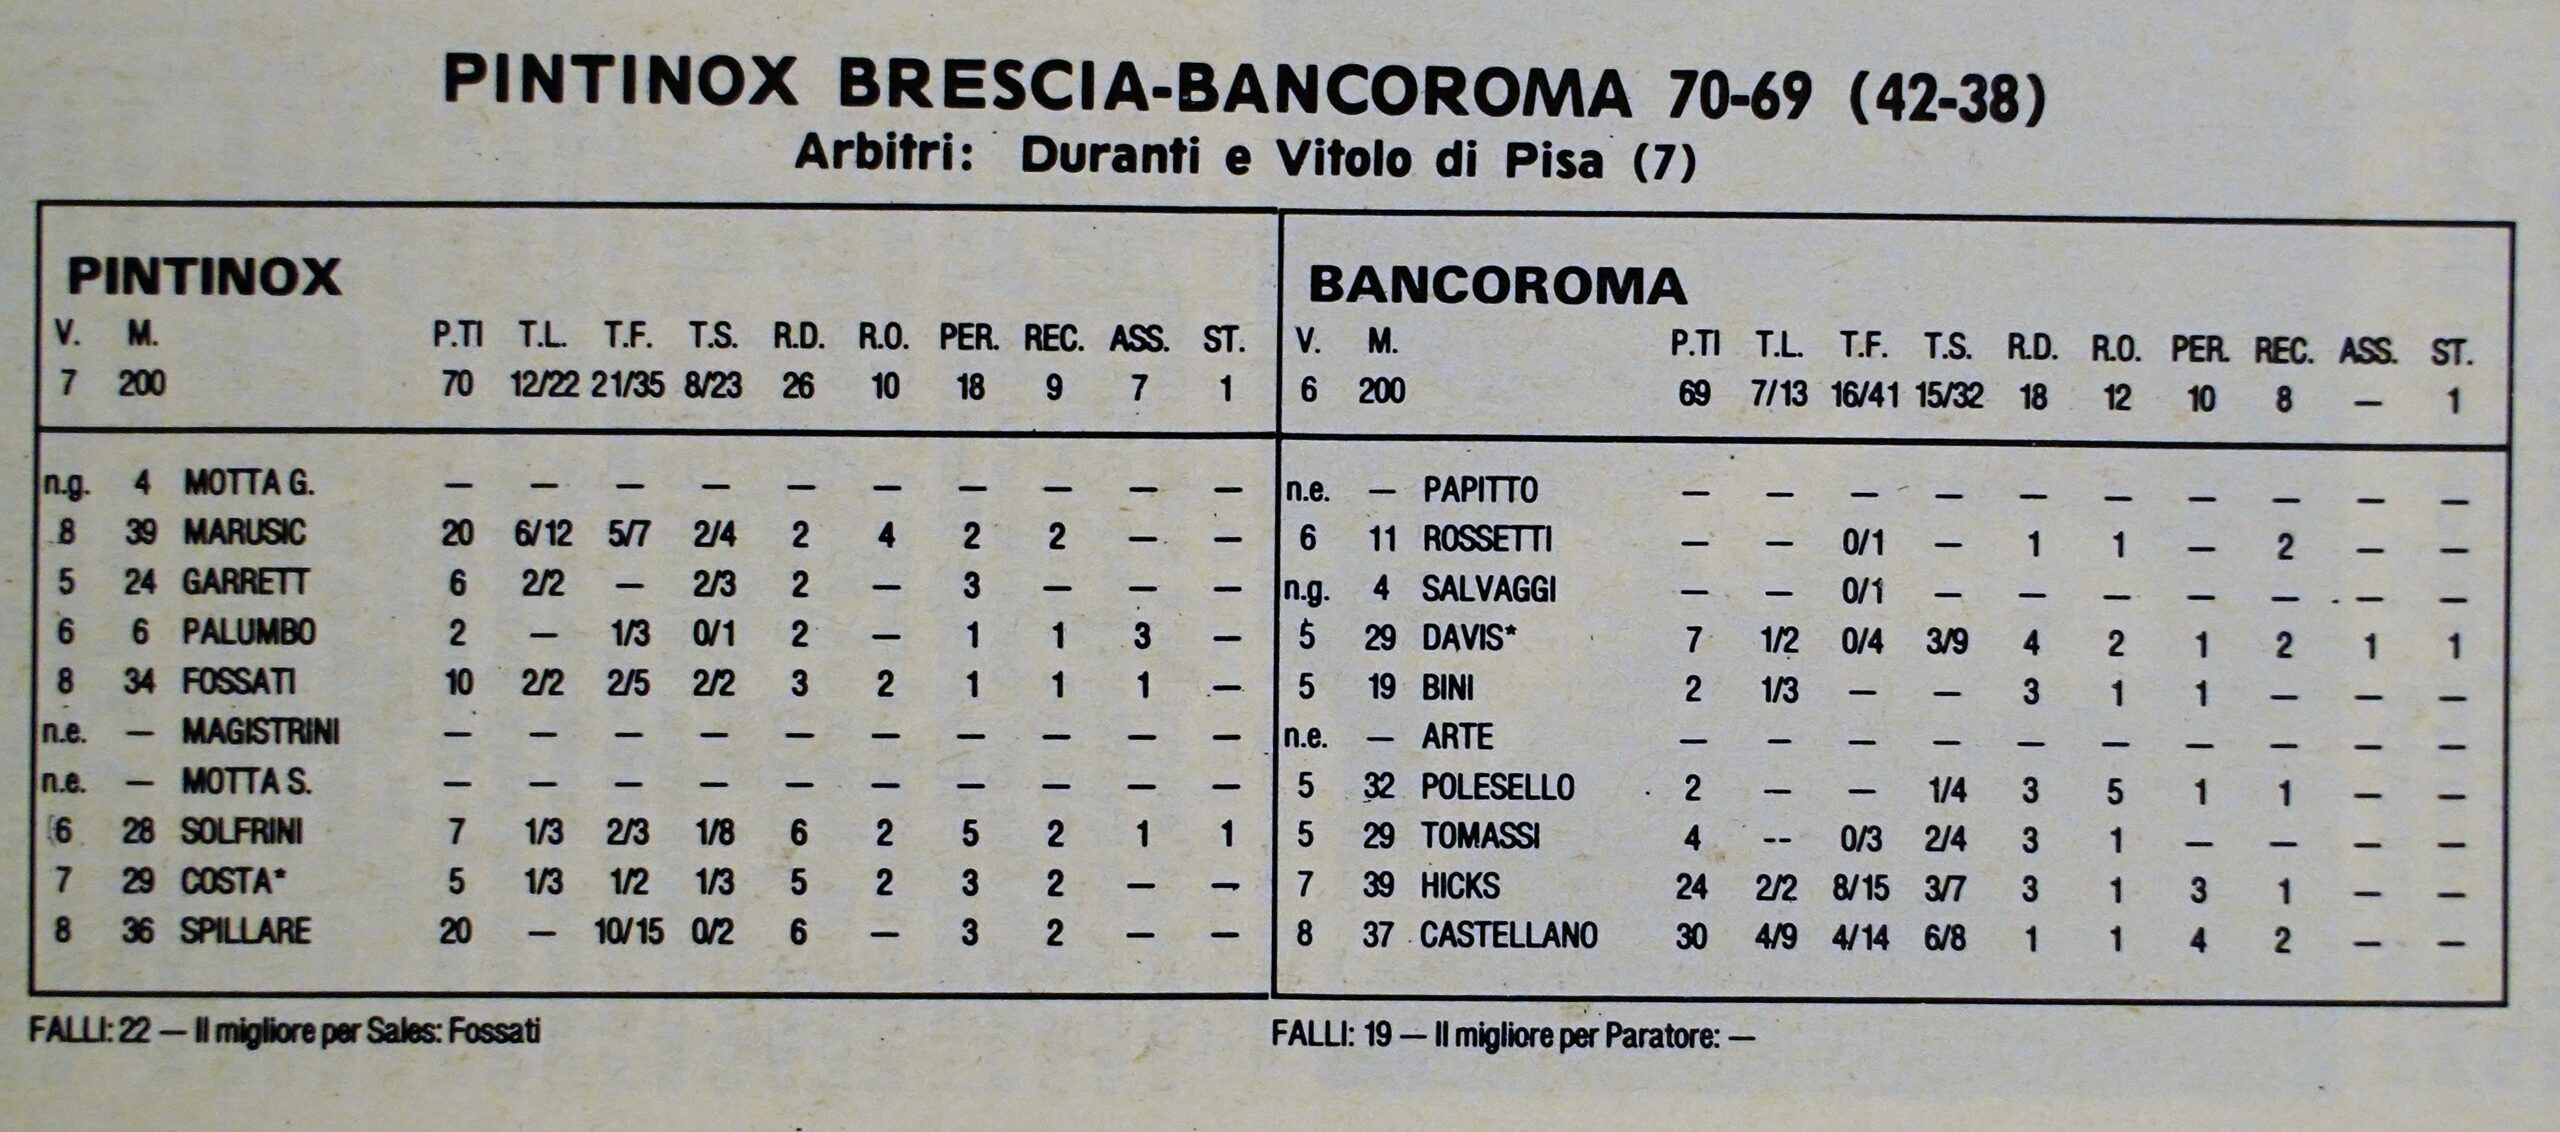 PINTINOX BRESCIA-BANCOROMA 70-69 (42-38)
Arbitri: Duranti e Vitolo di Pisa (7)
PINTINOX
V. M. P.TI T.L. T.F. T.S. R.D. R.O. PER. REC. ASS. ST.
7 200 70 12/22 21/35 8/23 26 10 18 9 7 1
n.g. 4 MOTTA G. — — — — — — — — — —
8 39 MARUSIC 20 6/12 5/7 2/4 2 4 2 2 — —
5 24 GARRETT 6 2/2 — 2/3 2 — 3 — — —
6 6 PALUMBO 2 — 1/3 0/1 2 — 1 1 3 —
8 34 FOSSATI 10 2/2 2/5 2/2 3 2 1 1 1 —
n.e. — MAGISTRINI — — — — — — — — — —
n.e. — MOTTA S. — — — — — — — — — —
6 28 SOLFRINI 7 1/3 2/3 1/8 6 2 5 2 1 1
7 29 COSTA* 5 1/3 1/2 1/3 5 2 3 2 — —
8 36 SPILLARE 20 — 10/15 0/2 6 — 3 2 — —
FALLI: 22 — Il migliore per Sales: Fossati
BANCOROMA
V. M. P.TI T.L. T.F. T.S. R.D. R.O. PER. REC. ASS. ST.
6 200 69 7/13 16/41 15/32 18 12 10 8 — 1
n.e. — PAPITTO — — — — — — — — — —
6 11 ROSSETTI — — 0/1 — 1 1 — 2 — —
n.g. 4 SALVAGGI — — 0/1 — — — — — — —
5 29 DAVIS* 7 1/2 0/4 3/9 4 2 1 2 1 1
5 19 BINI 2 1/3 — — 3 1 1 — — —
n.e. — ARTE — — — — — — — — — —
5 32 POLESELLO 2 — — 1/4 3 5 1 1 — —
5 29 TOMASSI 4 -- 0/3 2/4 3 1 — — — —
7 39 HICKS 24 2/2 8/15 3/7 3 1 3 1 — —
8 37 CASTELLANO 30 4/9 4/14 6/8 1 1 4 2 — —
FALLI: 19 — Il migliore per Paratore: —